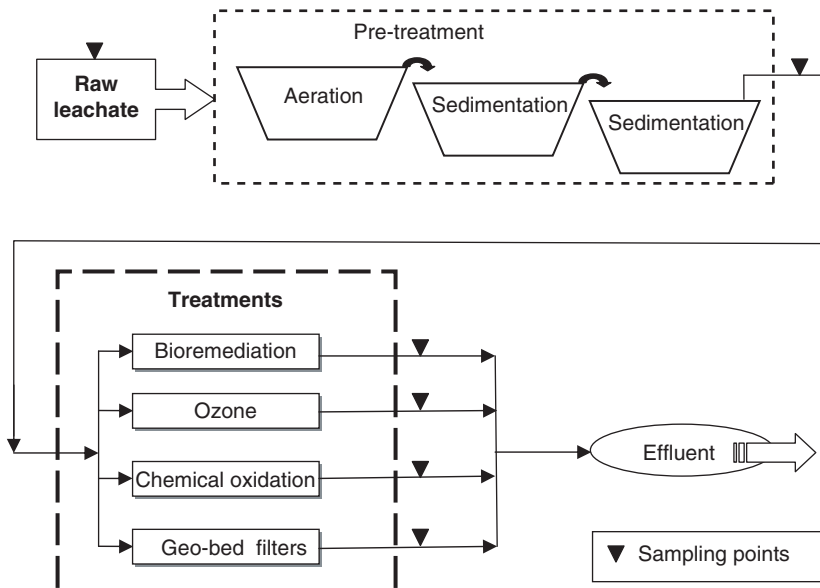 Pre-treatment
Raw
leachate
Aeration
Sedimentation
Sedimentation
Treatments
Bioremediation
Ozone
Chemical oxidation
Geo-bed filters
Effluent
Sampling points